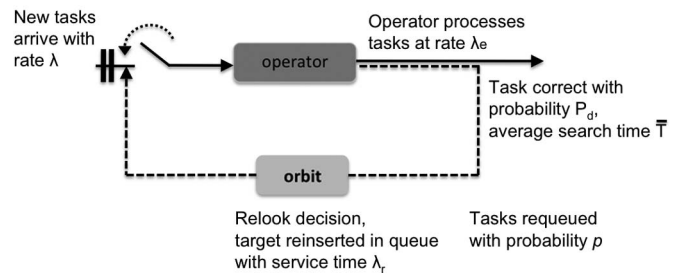 New tasks
arrive with
rate λ
operator
Operator processes
tasks at rate λe
Task correct with
probability Pd,
average search time T̿
orbit
Relook decision,
target reinserted in queue
with service time λr
Tasks requeued
with probability p